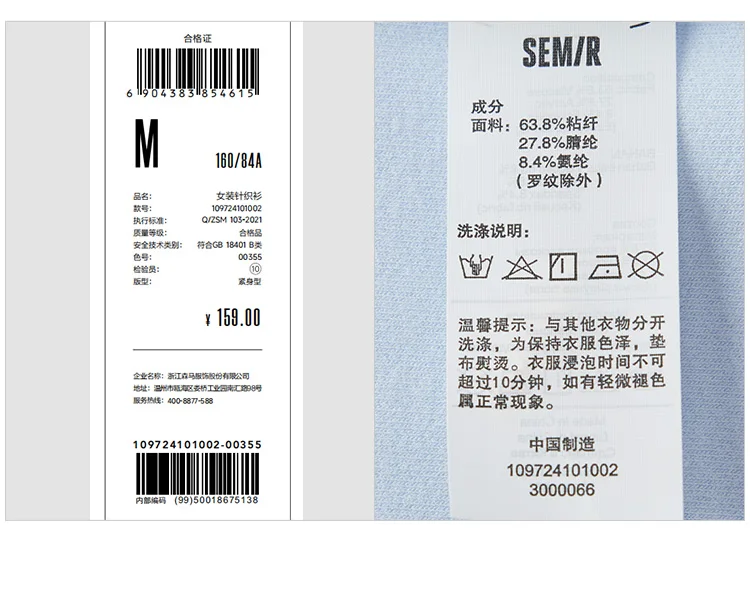 合格证
6 904383 854615
M
160/84A
品名： 女装针织衫
款号： 109724101002
执行标准： Q/ZSM 103-2021
质量等级： 合格品
安全技术类别： 符合GB 18401 B类
色号： 00355
检验员： 10
版型： 紧身型
¥ 159.00
企业名称：浙江森马服饰股份有限公司
地址：温州市瓯海区娄桥工业园南汇路98号
服务热线：400-8877-588
109724101002-00355
内部编码 (99)50018675138
SEM/R
成分
面料：63.8%粘纤
27.8%腈纶
8.4%氨纶
(罗纹除外)
洗涤说明：
温馨提示：与其他衣物分开
洗涤，为保持衣服色泽，垫
布熨烫。衣服浸泡时间不可
超过10分钟，如有轻微褪色
属正常现象。
中国制造
109724101002
3000066